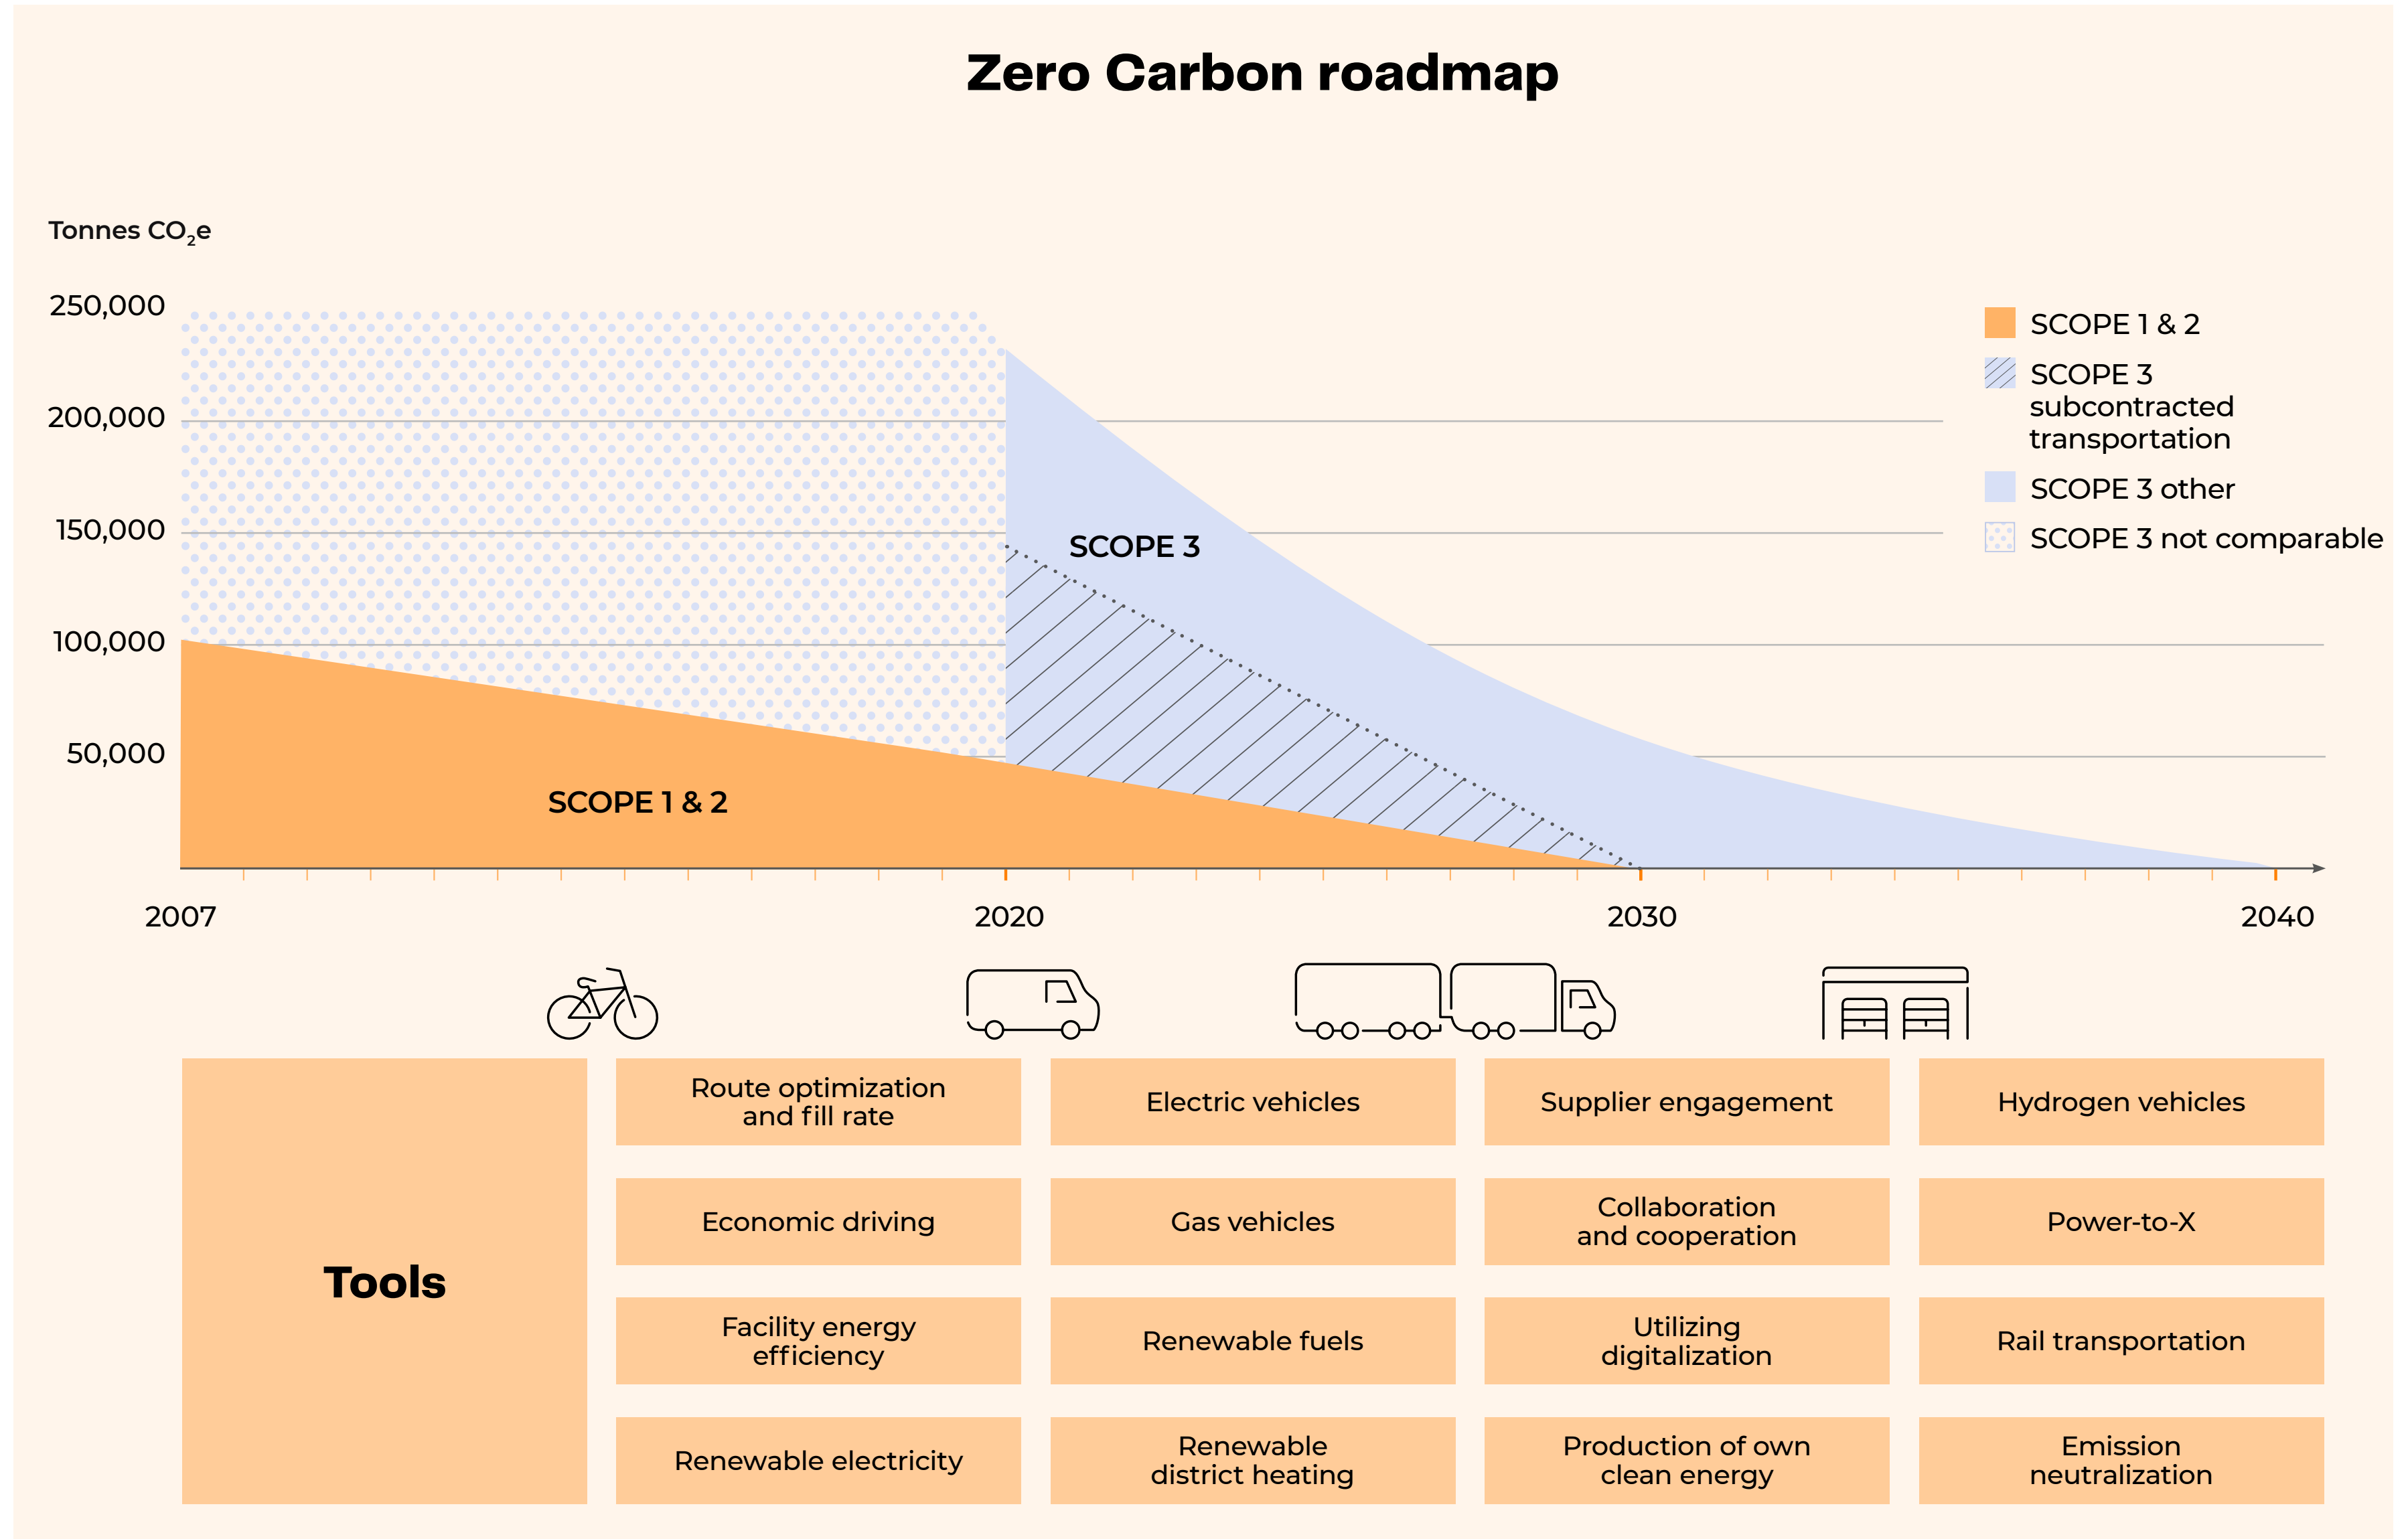 Zero Carbon roadmap
Tonnes CO₂e
250,000
200,000
150,000
100,000
50,000
SCOPE 1 & 2
SCOPE 3
subcontracted
transportation
SCOPE 3 other
SCOPE 3 not comparable
SCOPE 3
SCOPE 1 & 2
2007
2020
2030
2040
Tools
Route optimization
and fill rate
Electric vehicles
Supplier engagement
Hydrogen vehicles
Economic driving
Gas vehicles
Collaboration
and cooperation
Power-to-X
Facility energy
efficiency
Renewable fuels
Utilizing
digitalization
Rail transportation
Renewable electricity
Renewable
district heating
Production of own
clean energy
Emission
neutralization